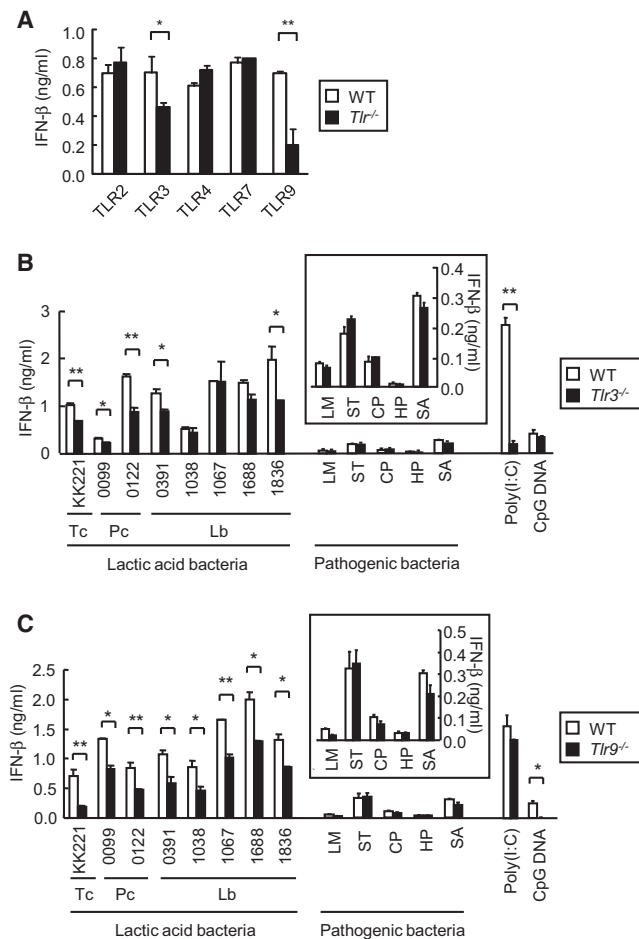 A
IFN-β (ng/ml)
1.0
0.8
0.6
0.4
0.2
0.0
*
**
TLR2
TLR3
TLR4
TLR7
TLR9
WT
Tlr-/-
B
IFN-β (ng/ml)
3
2
1
0
**
*
**
*
*
**
0.4
0.3
0.1
0.0
IFN-β (ng/ml)
LM
ST
CP
HP
SA
WT
Tlr3-/-
KK221
0099
0122
0391
1038
1067
1688
1836
LM
ST
CP
HP
SA
Poly(I:C)
CpG DNA
Tc
Pc
Lb
Lactic acid bacteria
Pathogenic bacteria
C
IFN-β (ng/ml)
2.5
2.0
1.5
1.0
0.5
0.0
**
*
**
*
*
**
*
*
*
0.5
0.4
0.3
0.2
0.1
0.0
IFN-β (ng/ml)
LM
ST
CP
HP
SA
WT
Tlr9-/-
KK221
0099
0122
0391
1038
1067
1688
1836
LM
ST
CP
HP
SA
Poly(I:C)
CpG DNA
Tc
Pc
Lb
Lactic acid bacteria
Pathogenic bacteria